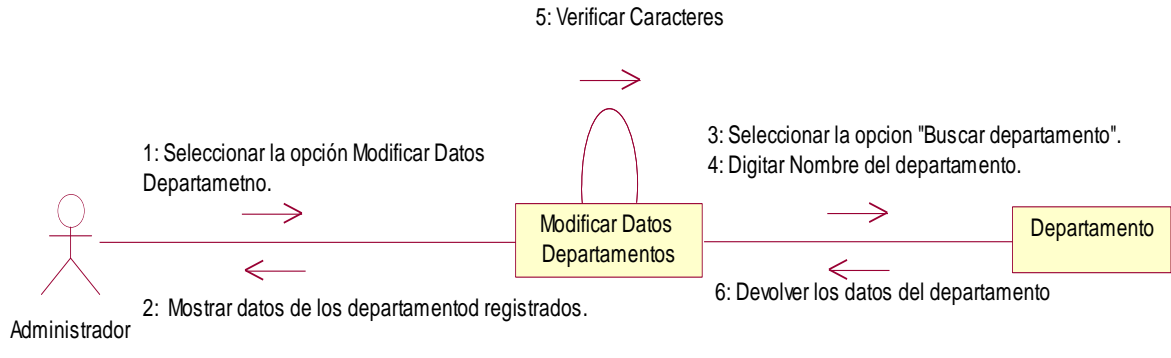 5: Verificar Caracteres
1: Seleccionar la opción Modificar Datos
Departametno.
3: Seleccionar la opcion "Buscar departamento".
4: Digitar Nombre del departamento.
Modificar Datos
Departamentos
Departamento
2: Mostrar datos de los departamentod registrados.
6: Devolver los datos del departamento
Administrador